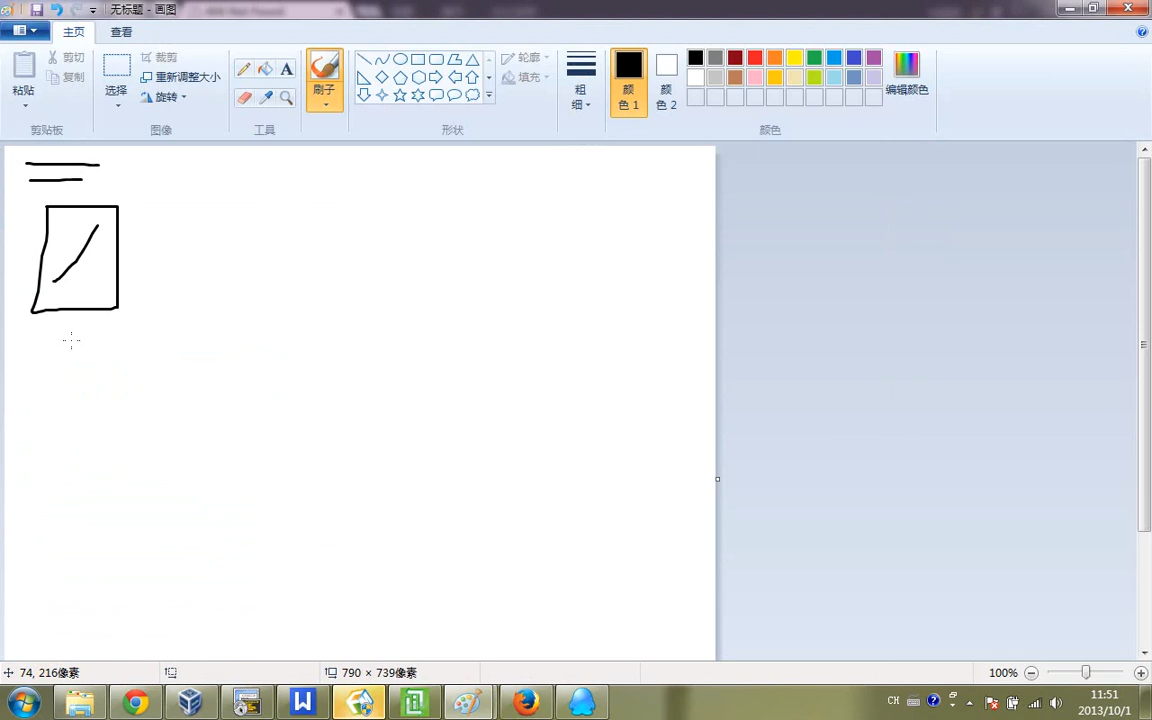 无标题 - 画图
主页
查看
粘贴
剪切
复制
剪贴板
选择
裁剪
重新调整大小
旋转
图像
A
工具
刷子
轮廓
填充
形状
粗
细
颜
色 1
颜
色 2
编辑颜色
颜色
74, 216像素
790 × 739像素
100%
W
CH
11:51
2013/10/1